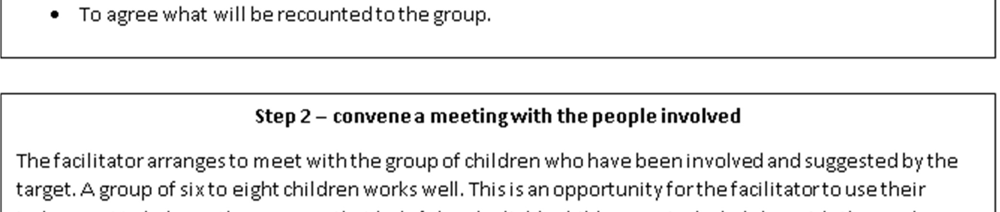 • To agree what will be recounted to the group.
Step 2 – convene a meeting with the people involved
The facilitator arranges to meet with the group of children who have been involved and suggested by the
target. A group of six to eight children works well. This is an opportunity for the facilitator to use their